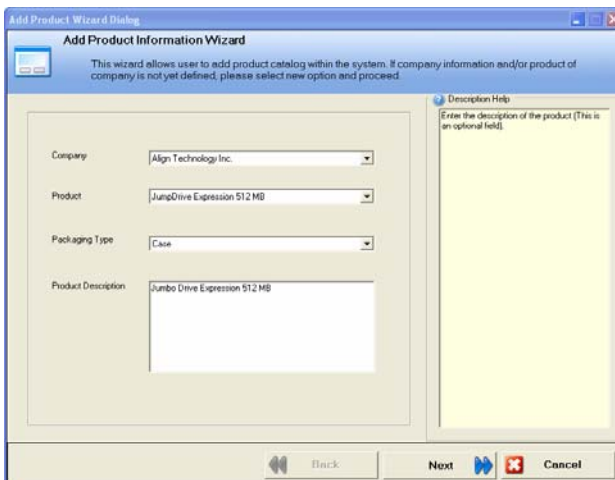 Add Product Wizard Dialog
Add Product Information Wizard
This wizard allows user to add product catalog within the system. If company information and/or product of
company is not yet defined, please select new option and proceed.
Description Help
Enter the description of the product (This is
an optional field).
Company
Align Technology Inc.
Product
JumpDrive Expression 512 MB
Packaging Type
Case
Product Description
Jumbo Drive Expression 512 MB
Back
Next
Cancel